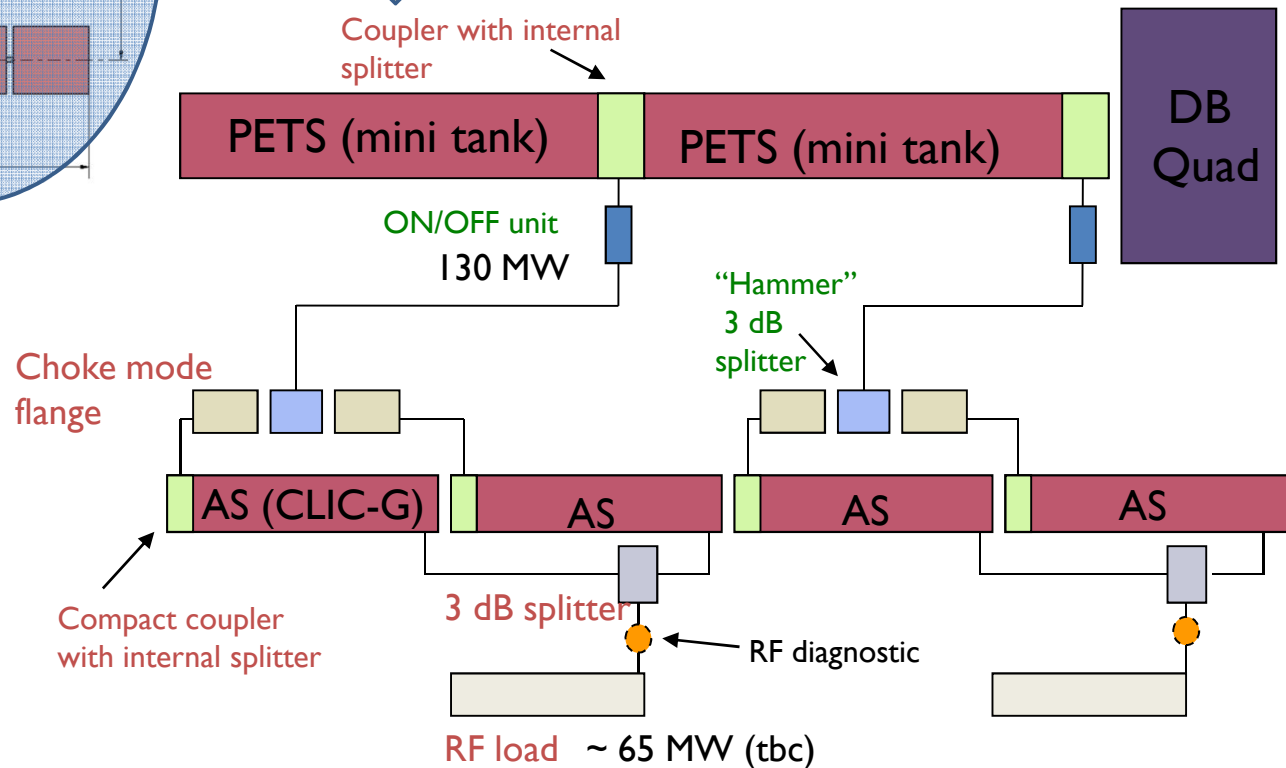 Coupler with internal
splitter
PETS (mini tank)
PETS (mini tank)
DB
Quad
ON/OFF unit
130 MW
“Hammer”
3 dB
splitter
Choke mode
flange
AS (CLIC-G)
AS
AS
AS
Compact coupler
with internal splitter
3 dB splitter
RF diagnostic
RF load ~ 65 MW (tbc)